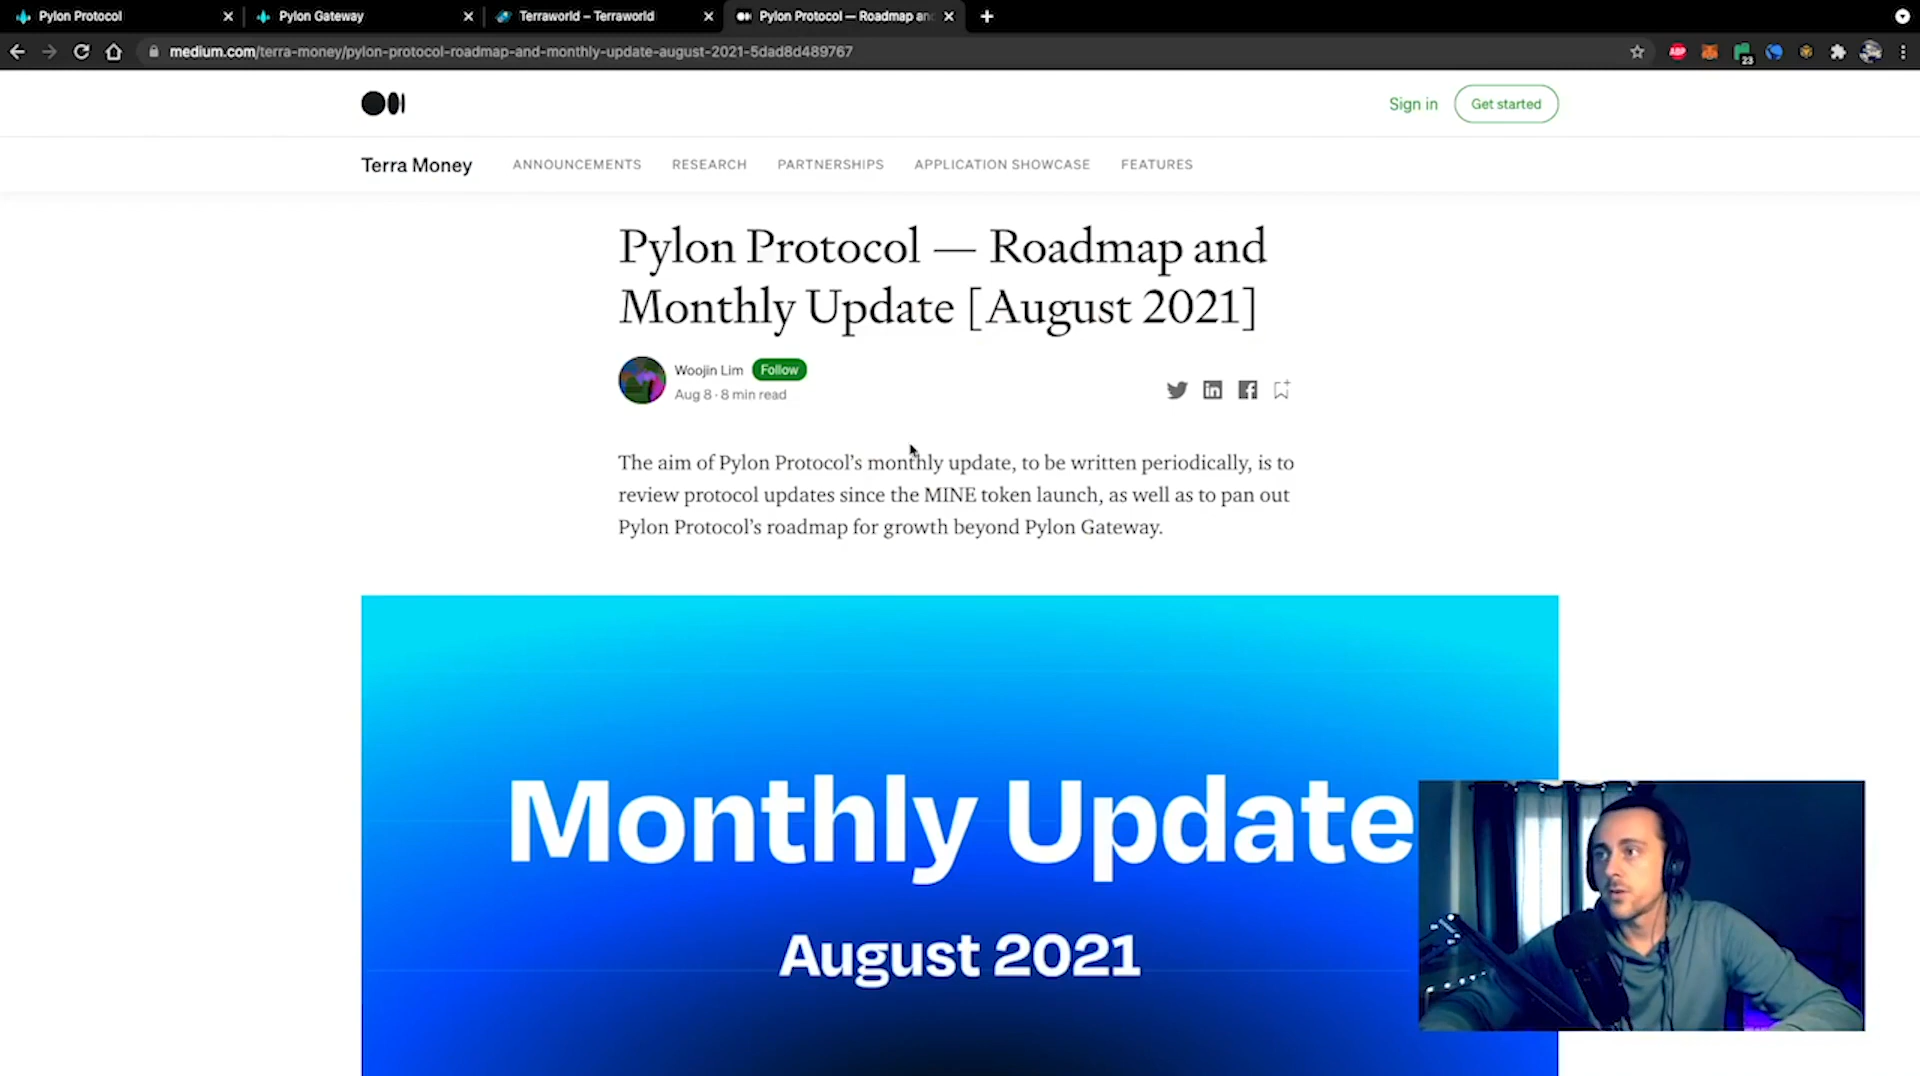 Pylon Protocol
Pylon Gateway
Terraworld – Terraworld
Pylon Protocol — Roadmap an
medium.com/terra-money/pylon-protocol-roadmap-and-monthly-update-august-2021-5dad8d489767
ABP
23
Sign in
Get started
Terra Money
ANNOUNCEMENTS
RESEARCH
PARTNERSHIPS
APPLICATION SHOWCASE
FEATURES
Pylon Protocol — Roadmap and
Monthly Update [August 2021]
Woojin Lim
Follow
Aug 8 · 8 min read
The aim of Pylon Protocol’s monthly update, to be written periodically, is to
review protocol updates since the MINE token launch, as well as to pan out
Pylon Protocol’s roadmap for growth beyond Pylon Gateway.
Monthly Update
August 2021